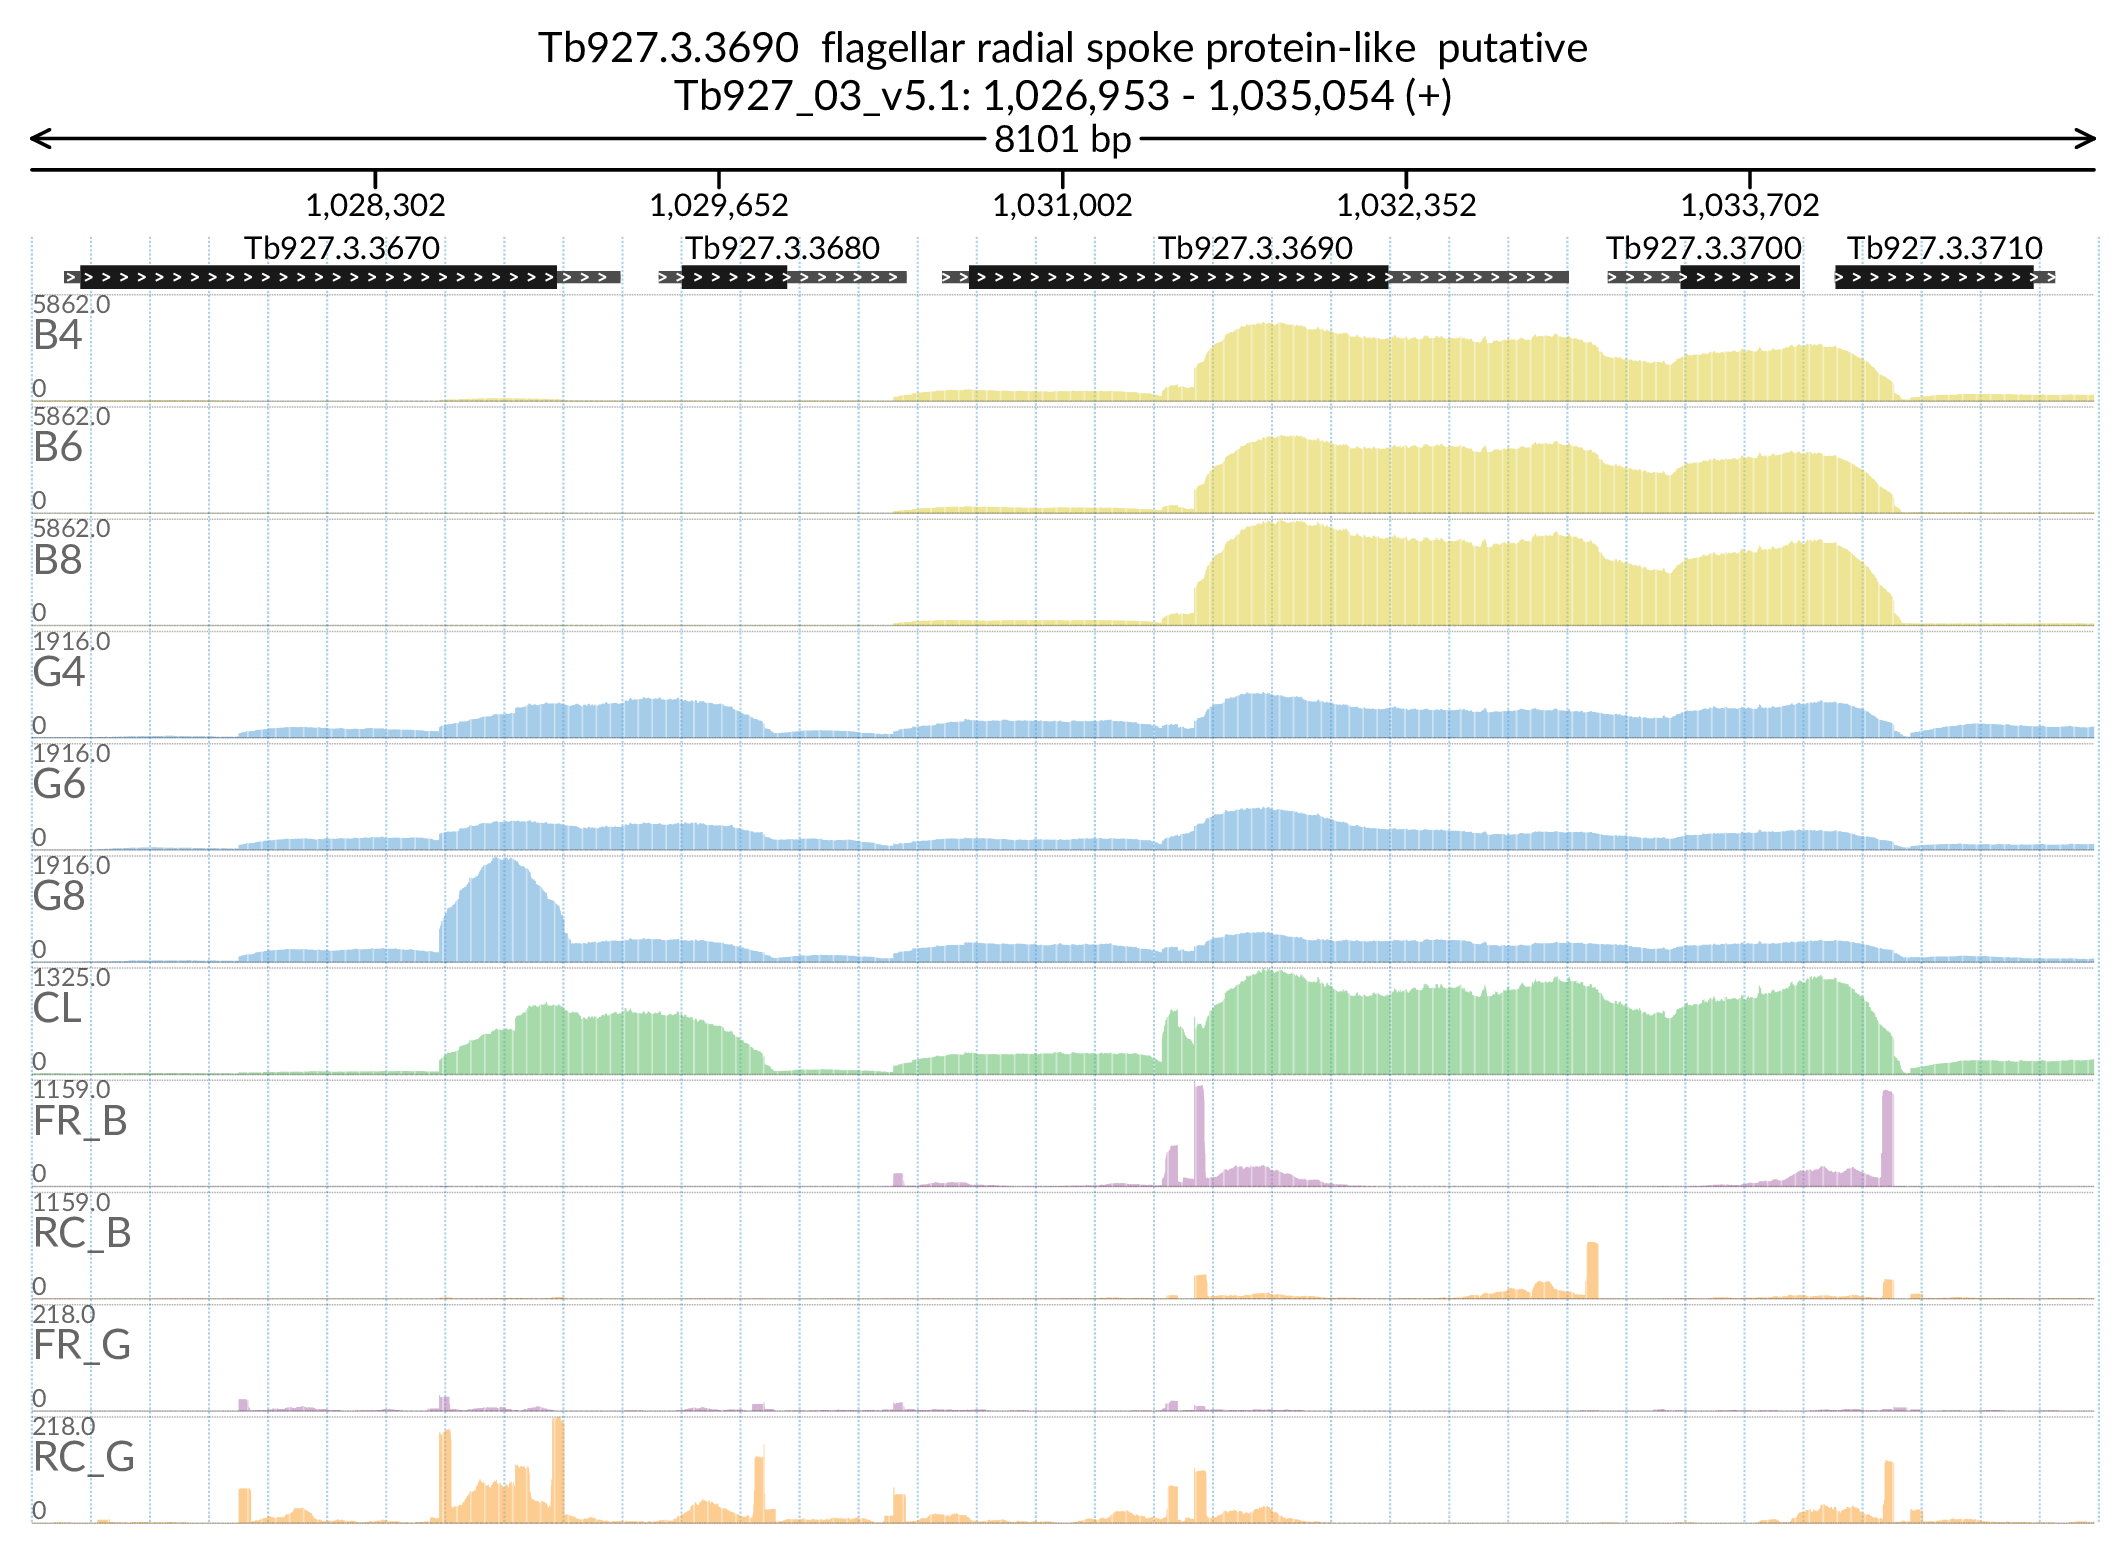 Tb927.3.3690  flagellar radial spoke protein-like  putative
Tb927_03_v5.1: 1,026,953 - 1,035,054 (+)
8101 bp
1,028,302 1,029,652 1,031,002 1,032,352 1,033,702
Tb927.3.3670 Tb927.3.3680 Tb927.3.3690 Tb927.3.3700 Tb927.3.3710
5862.0
B4
0
5862.0
B6
0
5862.0
B8
0
1916.0
G4
0
1916.0
G6
0
1916.0
G8
0
1325.0
CL
0
1159.0
FR_B
0
1159.0
RC_B
0
218.0
FR_G
0
218.0
RC_G
0